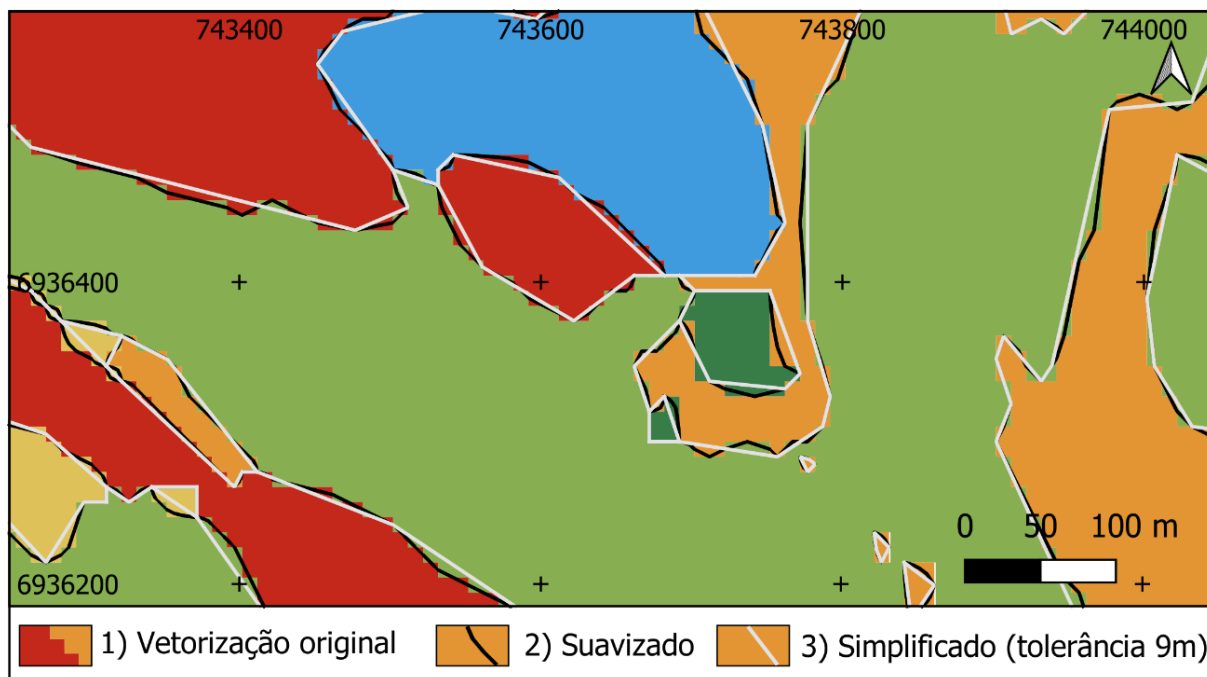 743400 743600 743800 744000
6936400
0 50 100 m
6936200
1) Vetorização original 2) Suavizado 3) Simplificado (tolerância 9m)